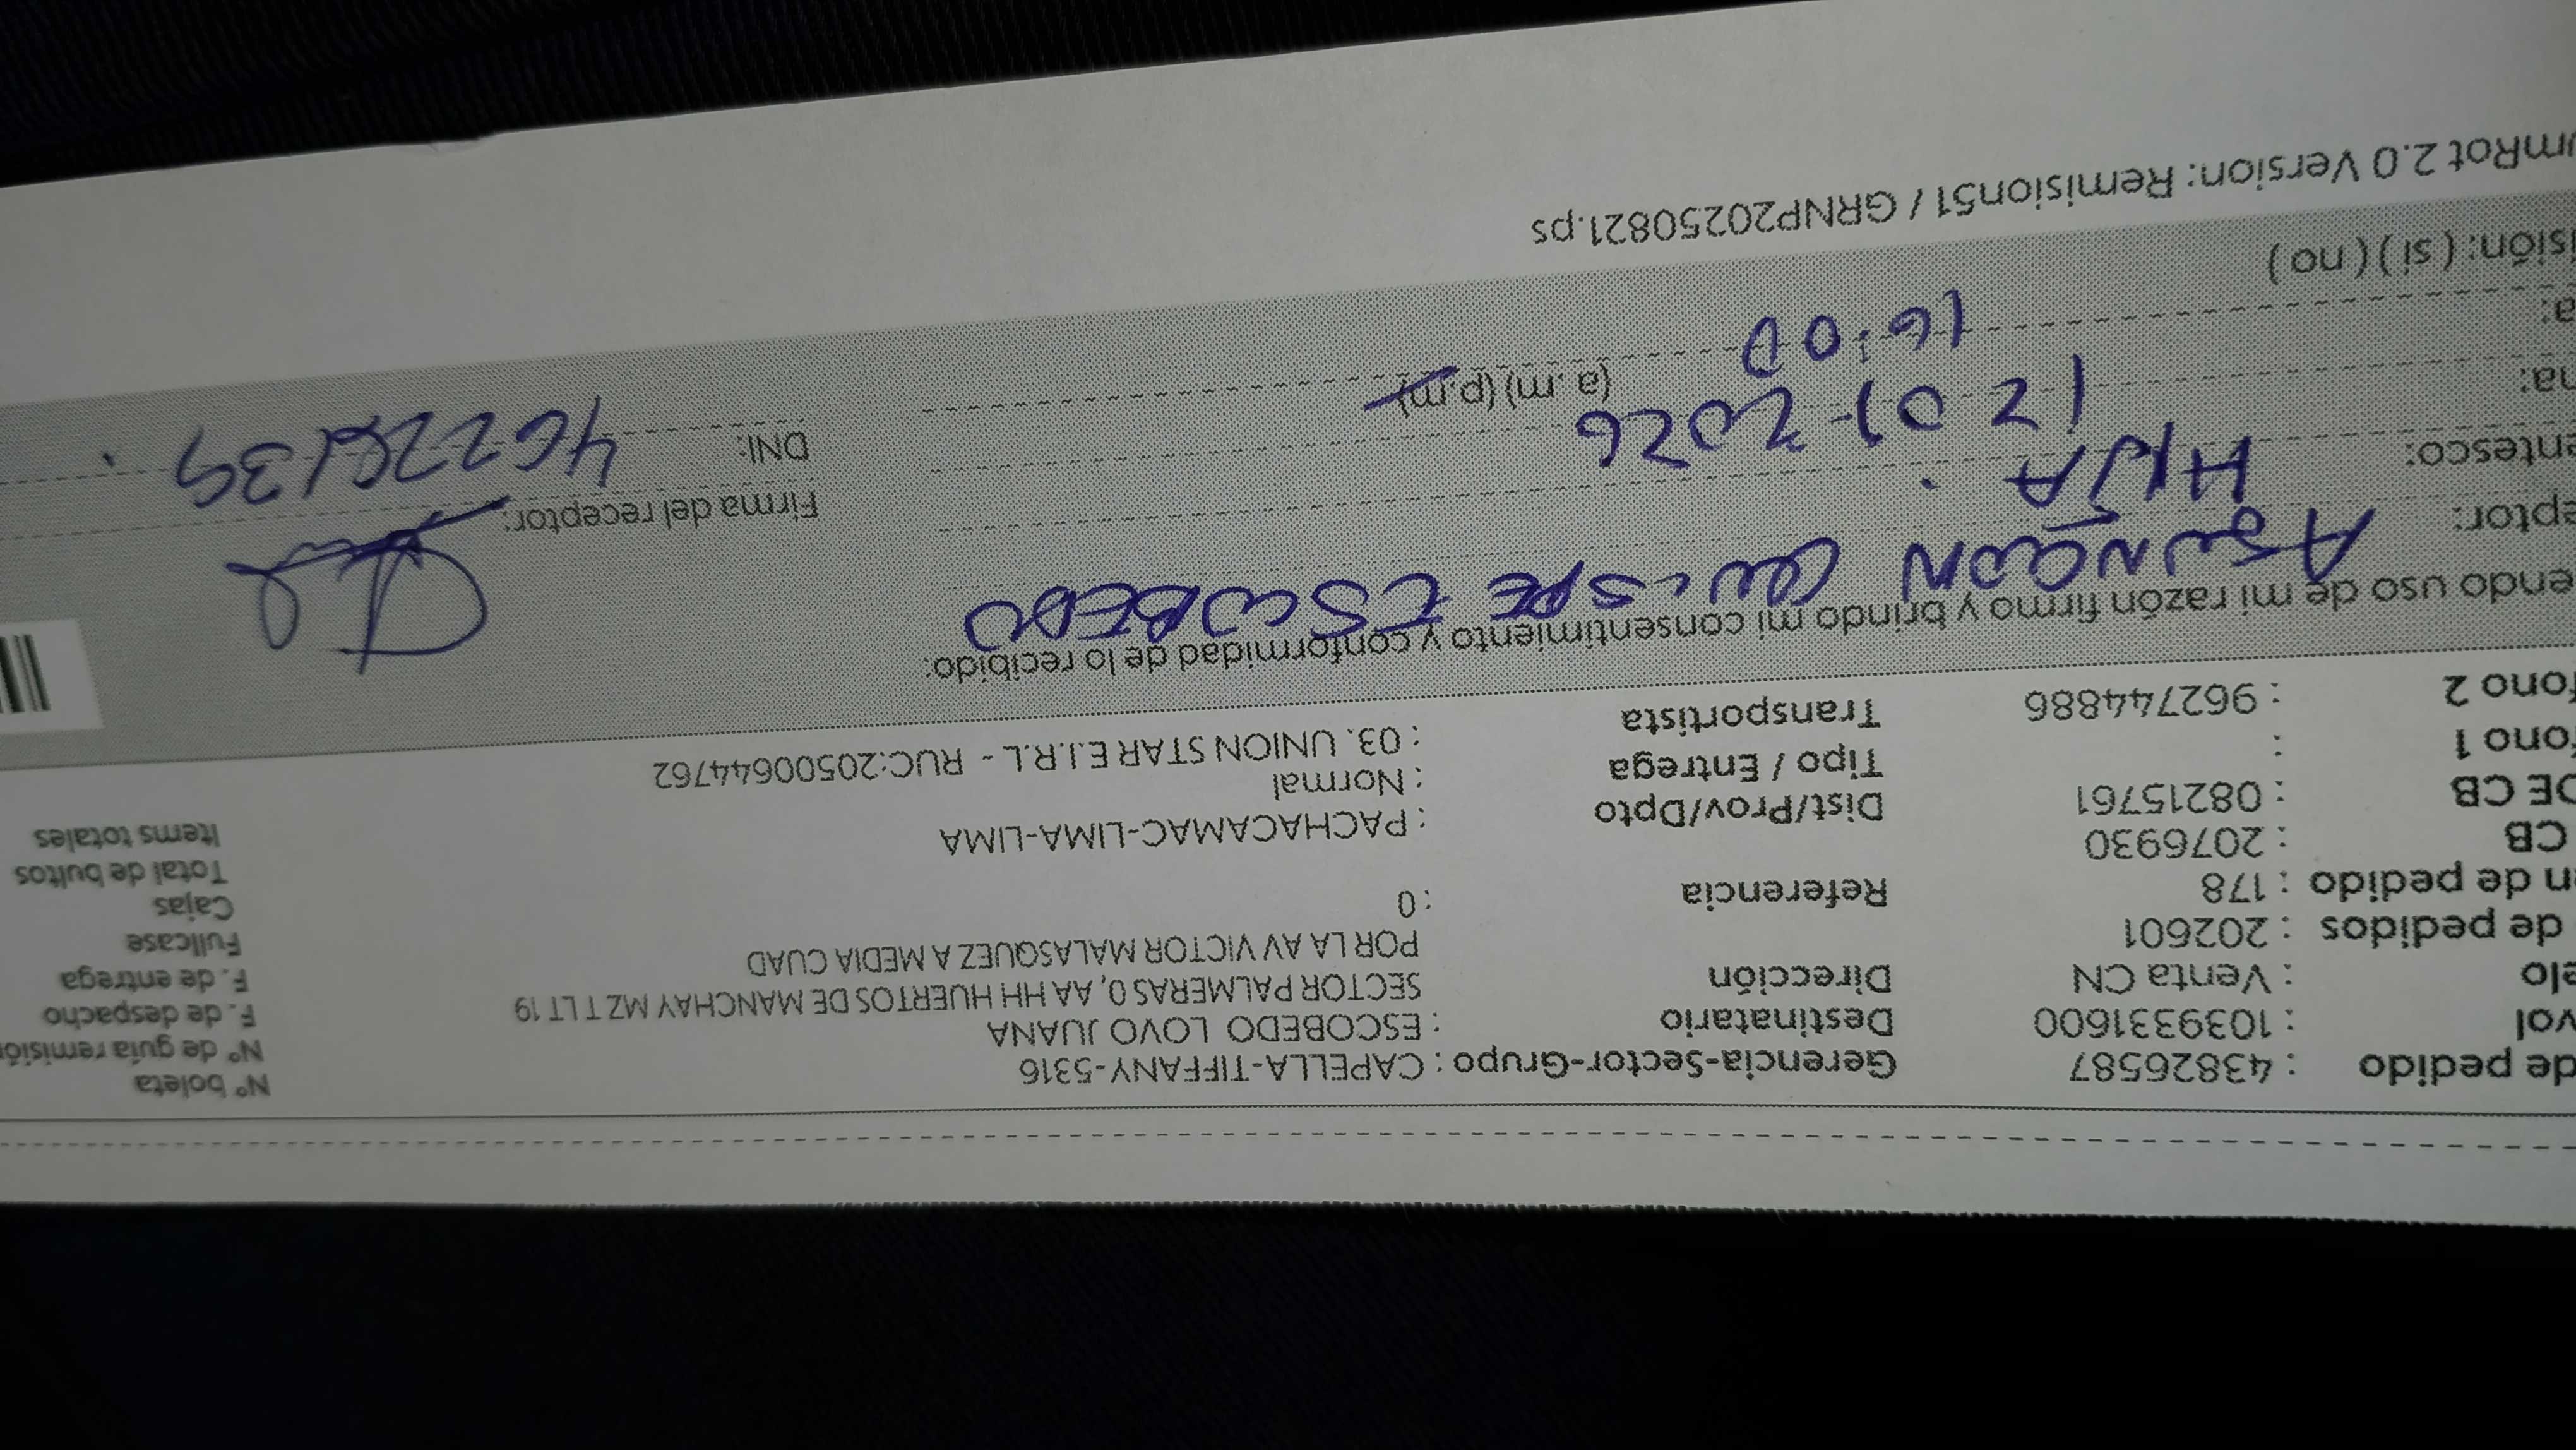 de pedido : 43826587 Gerencia-Sector-Grupo : CAPELLA-TIFFANY-5316 N° boleta
vol : 1039331600 Destinatario : ESCOBEDO LOVO JUANA N° de guía remisión
elo : Venta CN Dirección SECTOR PALMERAS 0, AA HH HUERTOS DE MANCHAY MZ T LT 19 F. de despacho
de pedidos : 202601 POR LA AV VICTOR MALASQUEZ A MEDIA CUAD F. de entrega
n de pedido : 178 Referencia : 0 Fullcase
CB : 2076930 Cajas
DE CB : 08215761 Dist/Prov/Dpto : PACHACAMAC-LIMA-LIMA Total de bultos
fono 1 : Tipo / Entrega : Normal Items totales
fono 2 : 962744886 Transportista : 03. UNION STAR E.I.R.L - RUC:20500644762
endo uso de mi razón firmo y brindo mi consentimiento y conformidad de lo recibido:
eptor: ASUNCION QUISPE ESCOBEDO
entesco: HIJA Firma del receptor:
na: 12 01 2026 DNI:
a: 16:00 (a.m) (p.m)
isión: ( si ) ( no )
umRot 2.0 Version: Remision51 / GRNP20250821.ps